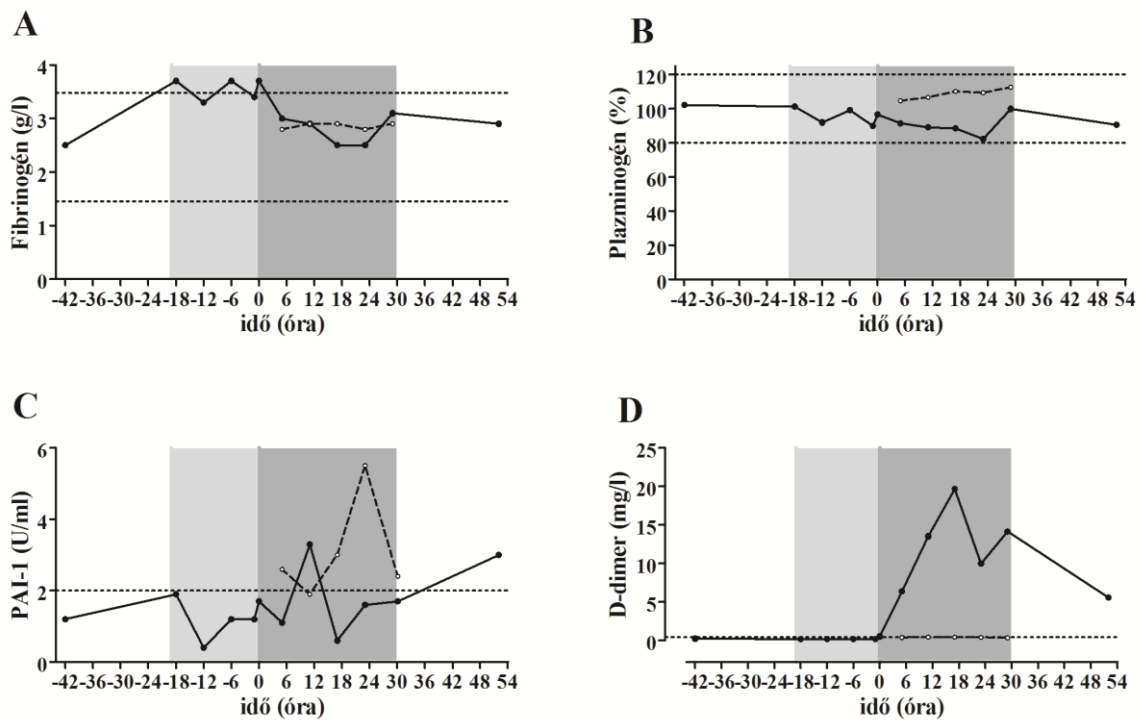 A
Fibrinogén (g/l)
4
3
2
1
0
-42 -36 -30 -24 -18 -12 -6 0 6 12 18 24 30 36 42 48 54
idő (óra)
B
Plazminogén (%)
120
100
80
60
40
20
0
-42 -36 -30 -24 -18 -12 -6 0 6 12 18 24 30 36 42 48 54
idő (óra)
C
PAI-1 (U/ml)
6
4
2
0
-42 -36 -30 -24 -18 -12 -6 0 6 12 18 24 30 36 42 48 54
idő (óra)
D
D-dimer (mg/l)
25
20
15
10
5
0
-42 -36 -30 -24 -18 -12 -6 0 6 12 18 24 30 36 42 48 54
idő (óra)